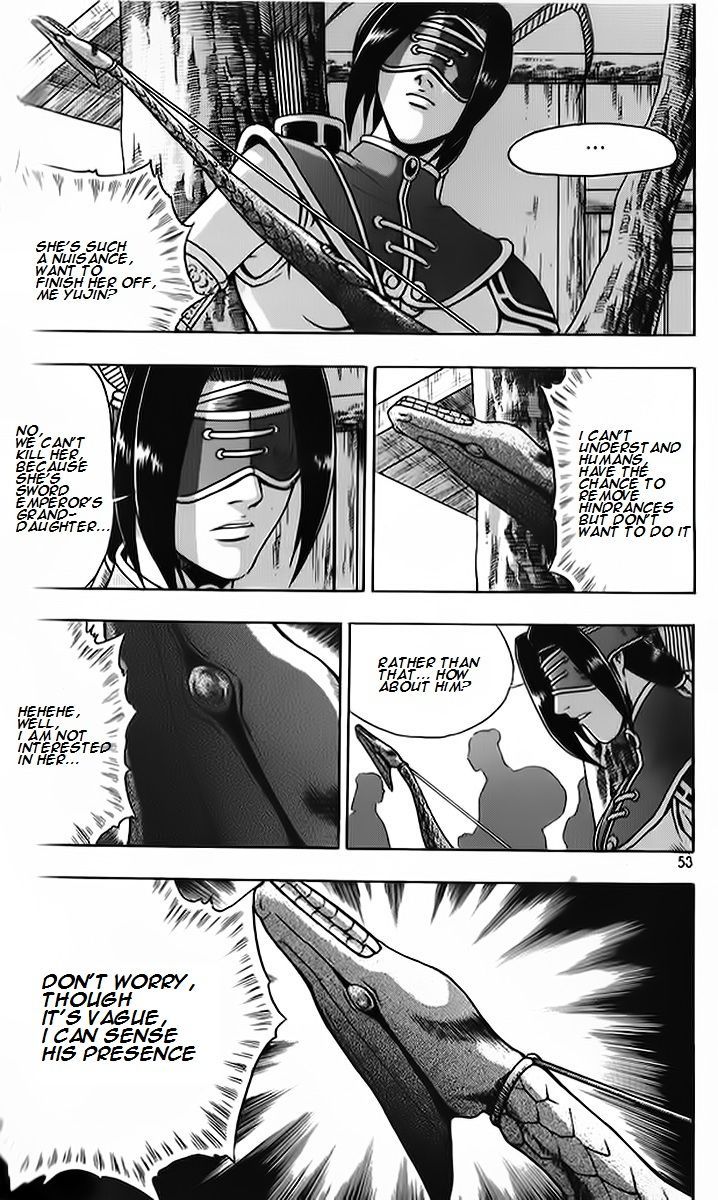 ...
SHE'S SUCH
A NUISANCE,
WANT TO
FINISH HER OFF,
ME YUJIN?
NO,
WE CAN'T
KILL HER,
BECAUSE
SHE'S
SWORD
EMPEROR'S
GRAND-
DAUGHTER...
I CAN'T
UNDERSTAND
HUMANS,
HAVE THE
CHANCE TO
REMOVE
HINDRANCES
BUT DON'T
WANT TO DO IT
HEHEHE,
WELL,
I AM NOT
INTERESTED
IN HER...
RATHER THAN
THAT... HOW
ABOUT HIM?
53
DON'T WORRY,
THOUGH
IT'S VAGUE,
I CAN SENSE
HIS PRESENCE